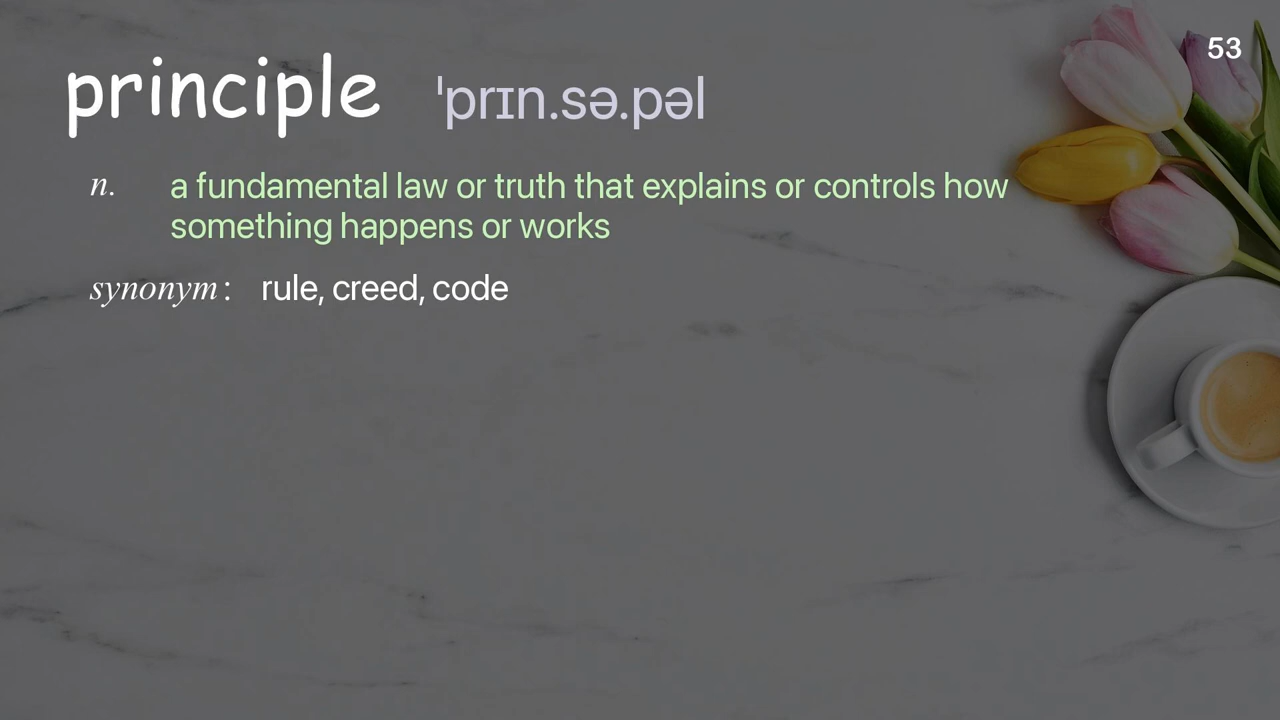 53
principle ˈprɪn.sə.pəl
n. a fundamental law or truth that explains or controls how
something happens or works
synonym: rule, creed, code